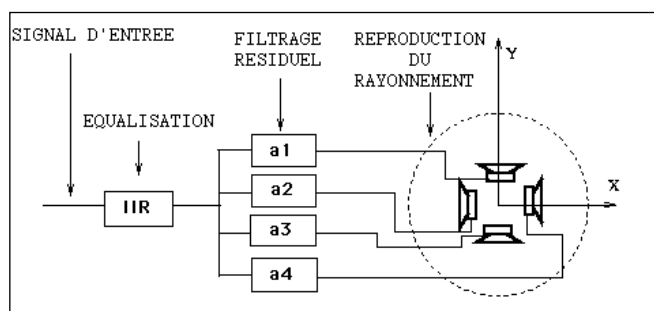 SIGNAL D'ENTREE
FILTRAGE
RESIDUEL
REPRODUCTION
DU
RAYONNEMENT
Y
EQUALISATION
a1
a2
X
IIR
a3
a4